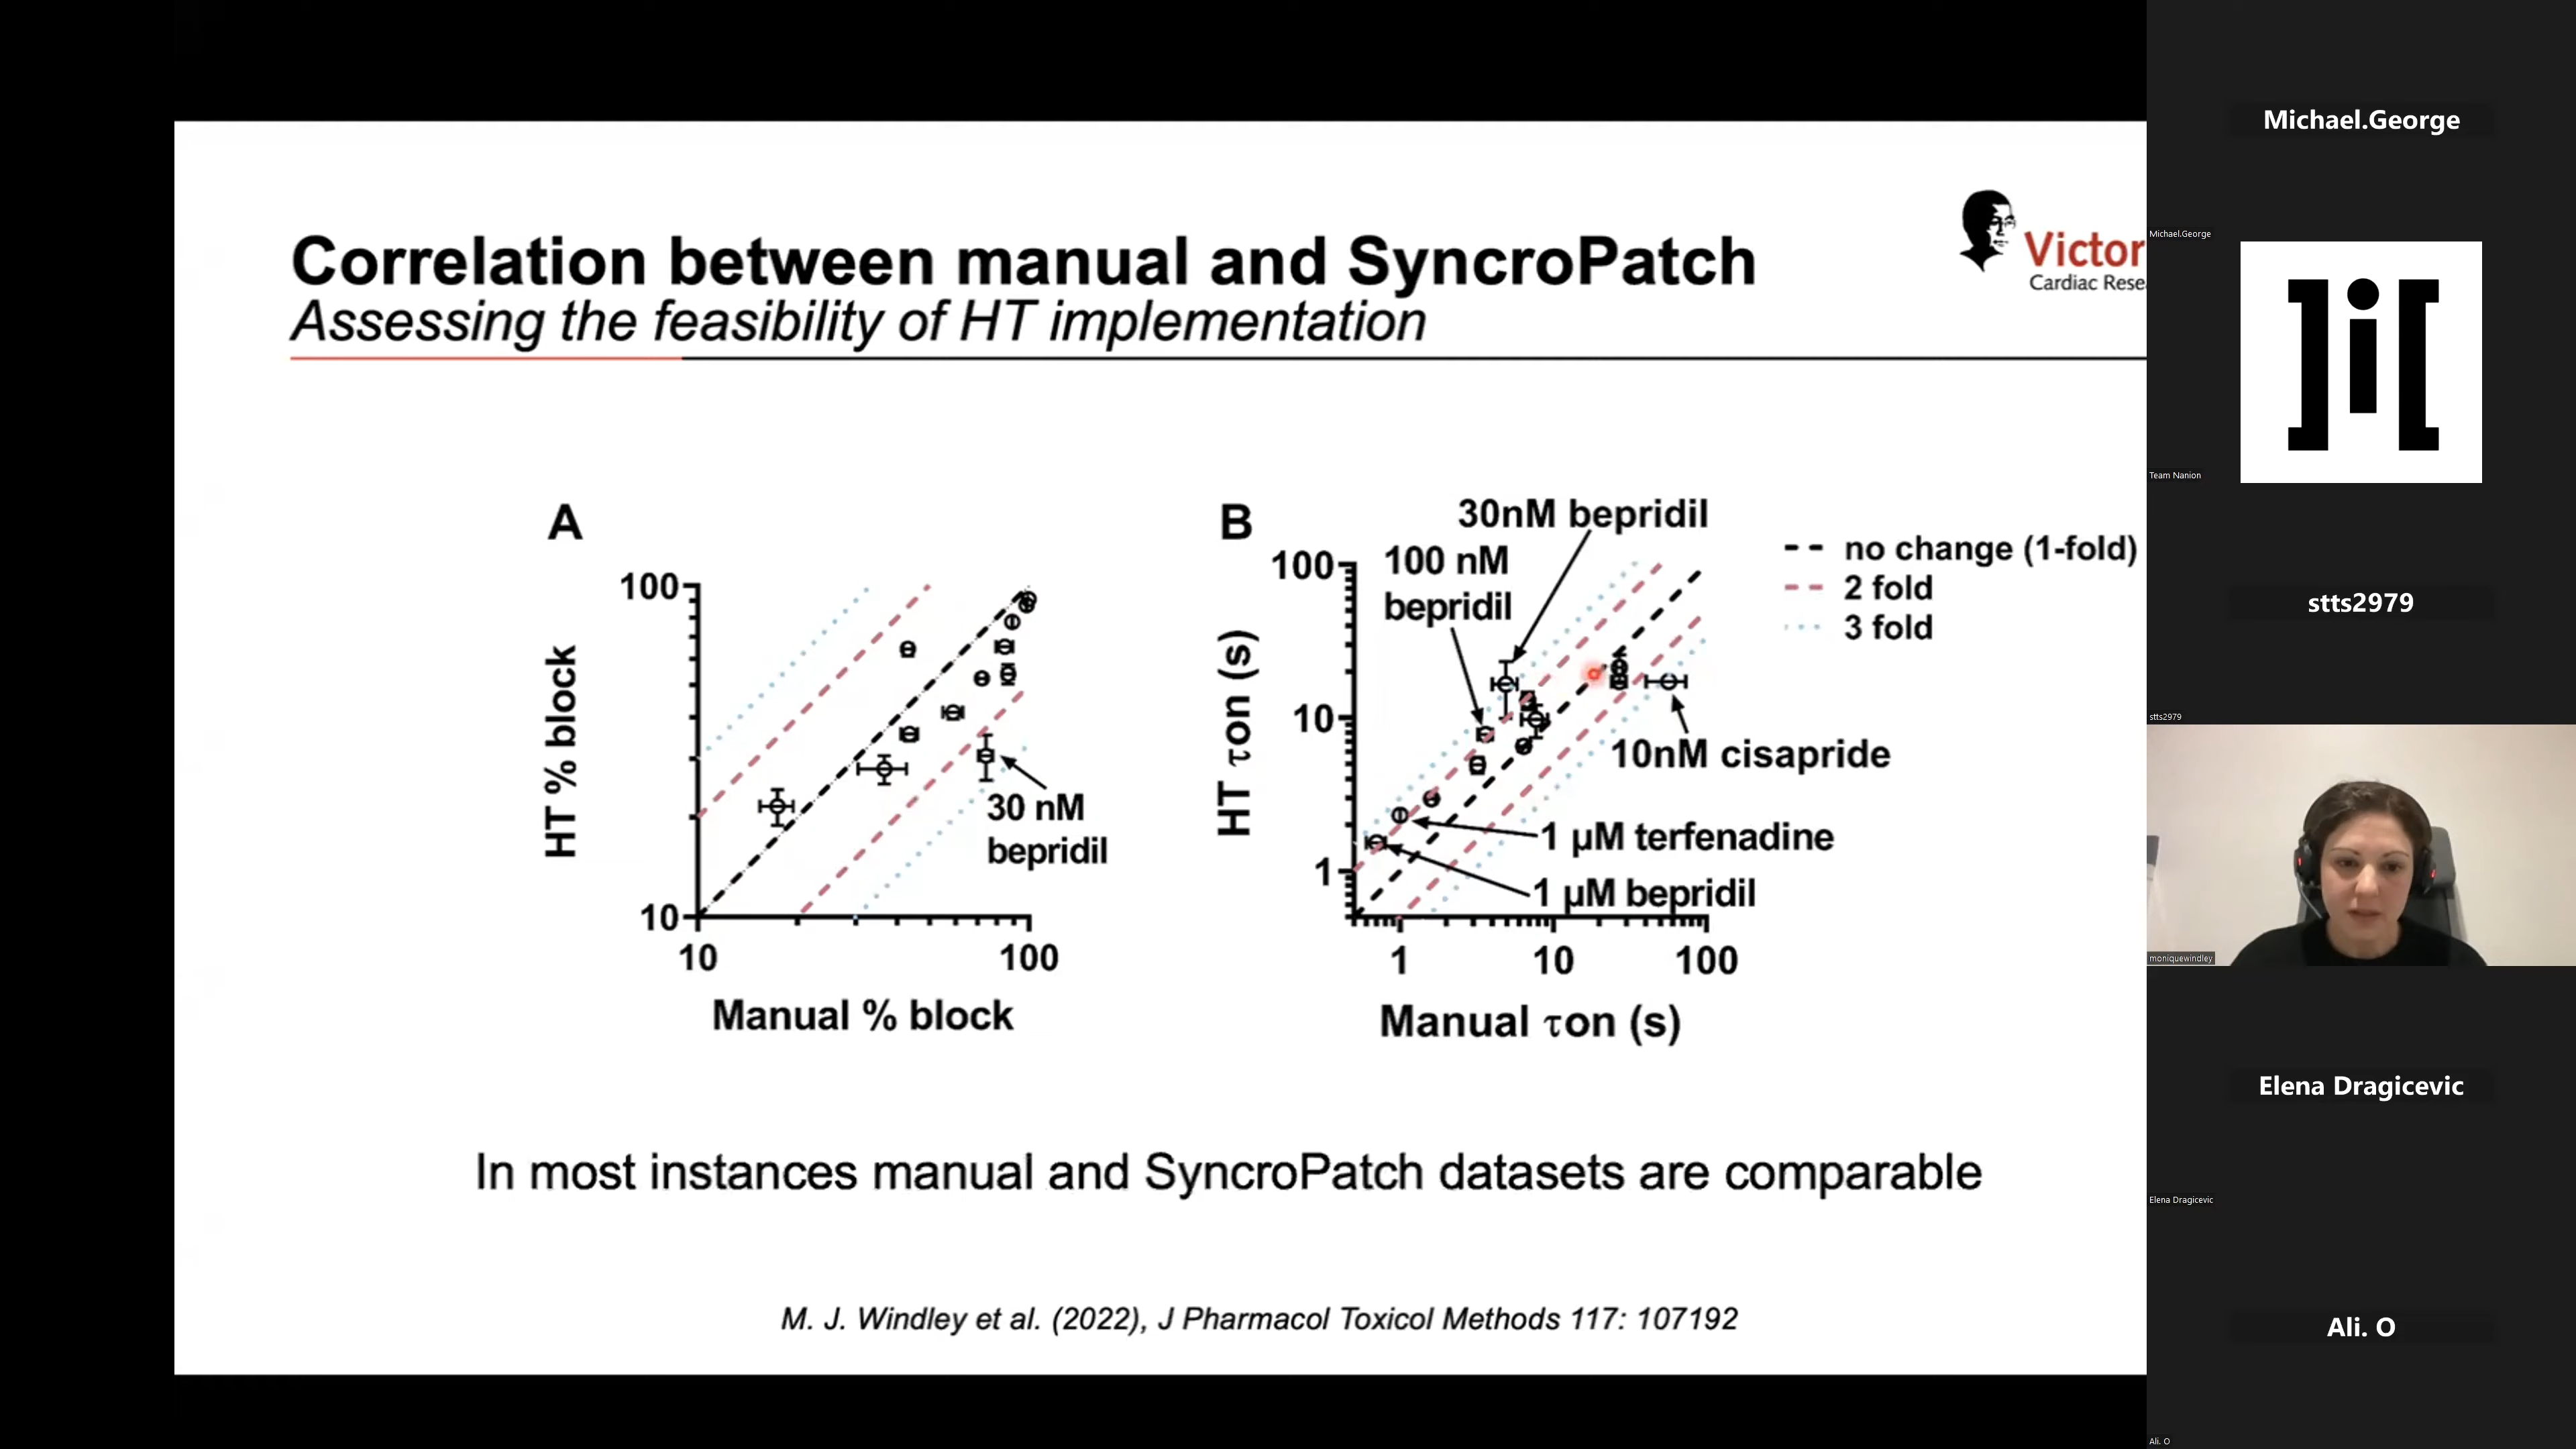 Correlation between manual and SyncroPatch
Assessing the feasibility of HT implementation
Victor
Cardiac Rese
A
100
10
HT % block
10
100
Manual % block
30 nM
bepridil
B
30nM bepridil
100 nM
bepridil
100
10
1
HT τon (s)
1
10
100
Manual τon (s)
10nM cisapride
1 µM terfenadine
1 µM bepridil
no change (1-fold)
2 fold
3 fold
In most instances manual and SyncroPatch datasets are comparable
M. J. Windley et al. (2022), J Pharmacol Toxicol Methods 117: 107192
Michael.George
Michael.George
]i[
Team Nanion
stts2979
stts2979
moniquewindley
Elena Dragicevic
Elena Dragicevic
Ali. O
Ali. O